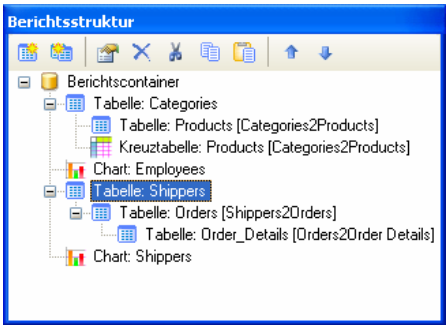 Berichtsstruktur
Berichtscontainer
Tabelle: Categories
Tabelle: Products [Categories2Products]
Kreuztabelle: Products [Categories2Products]
Chart: Employees
Tabelle: Shippers
Tabelle: Orders [Shippers2Orders]
Tabelle: Order_Details [Orders2Order Details]
Chart: Shippers